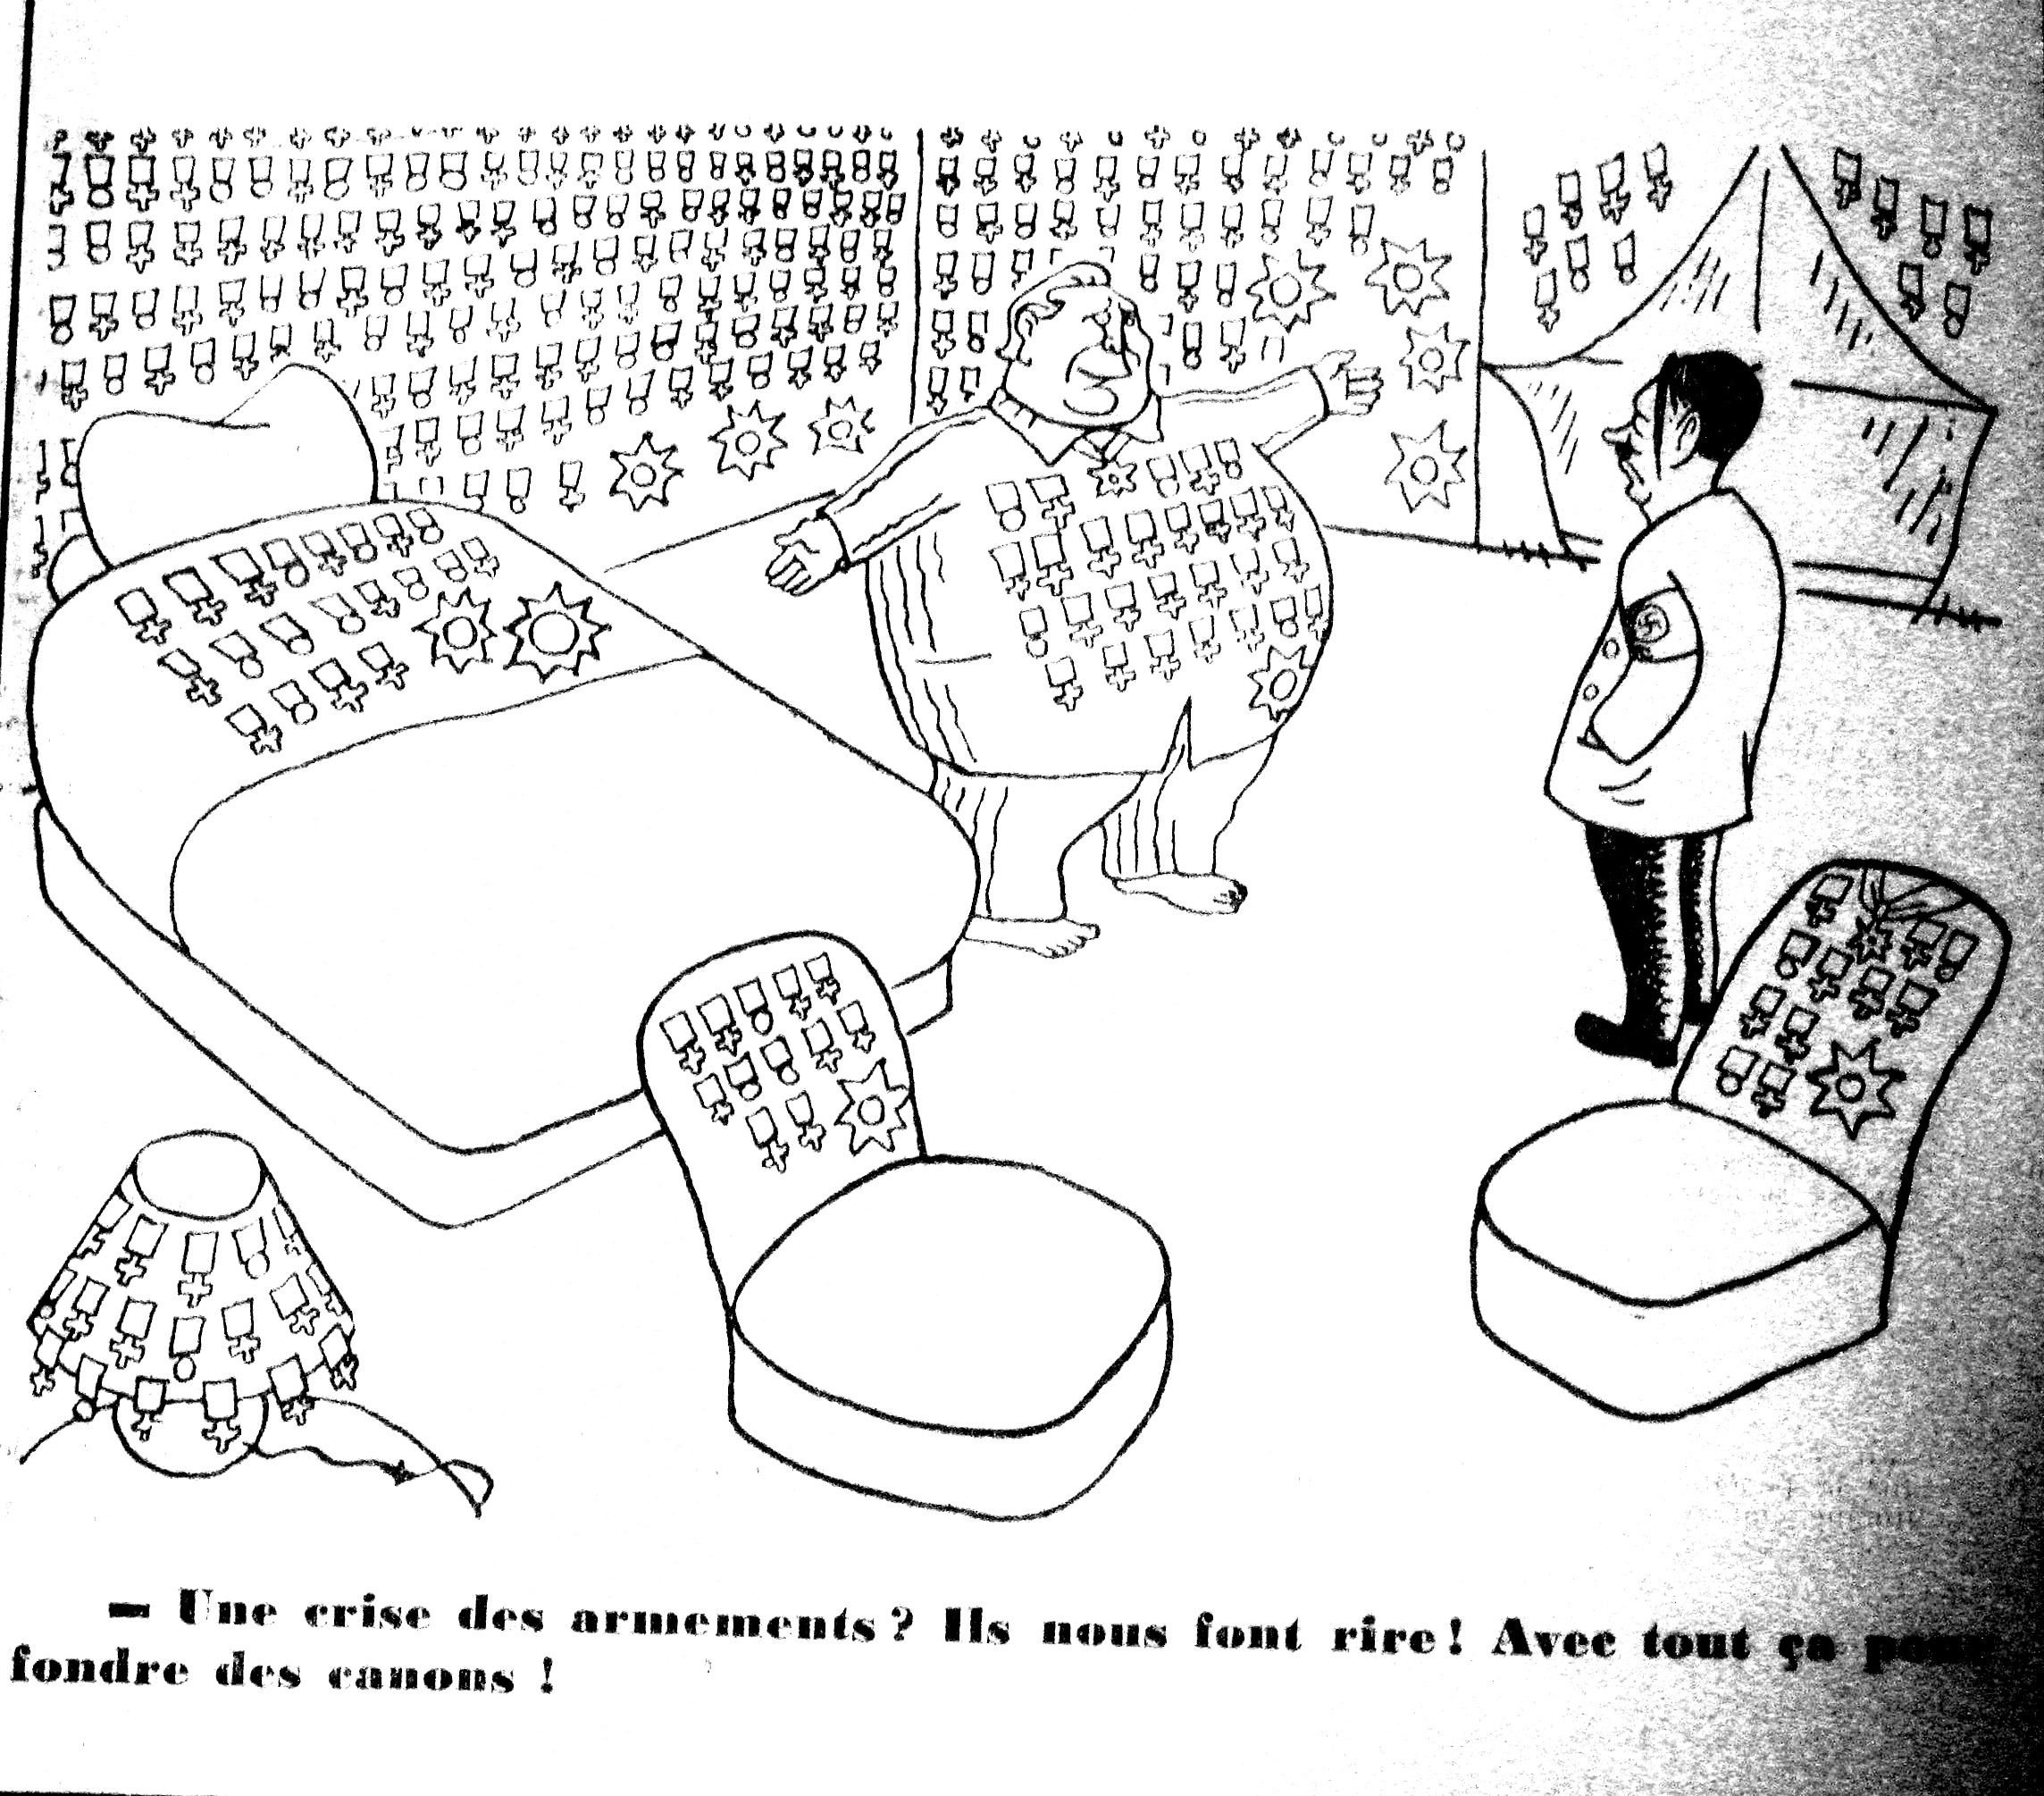 — Une crise des armements ? Ils nous font rire ! Avec tout ça pour
fondre des canons !